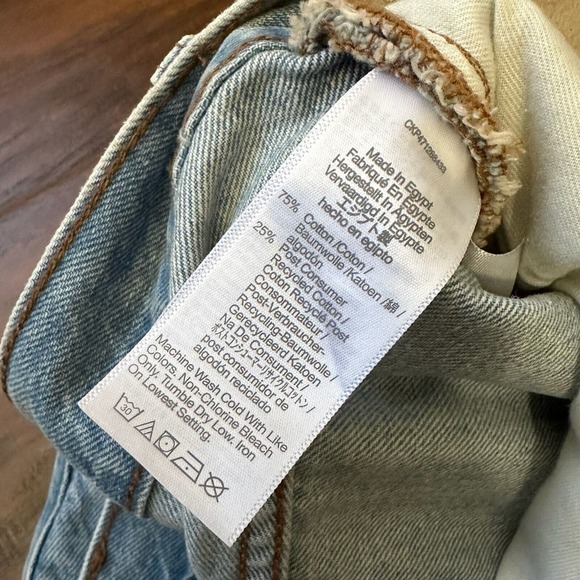 Made In Egypt
Fabriqué En Egypte
Hergestellt in Ägypten
Vervaardigd in Egypte
エジプト製
hecho en egipto
75% Cotton /Coton /
Baumwolle / Katoen /綿/
algodón
25% Post Consumer
Recycled Cotton /
Coton Recyclé Post
Consommateur /
Post-Verbraucher-
Recycling Baumwolle /
Gerecycleerd Katoen
Na De Consument /
ポストコンシューマーリサイクルコットン /
post consumidor de
algodón reciclado
Machine Wash Cold With Like
Colors. Non-Chlorine Bleach
Only. Tumble Dry Low. Iron
On Lowest Setting.
30